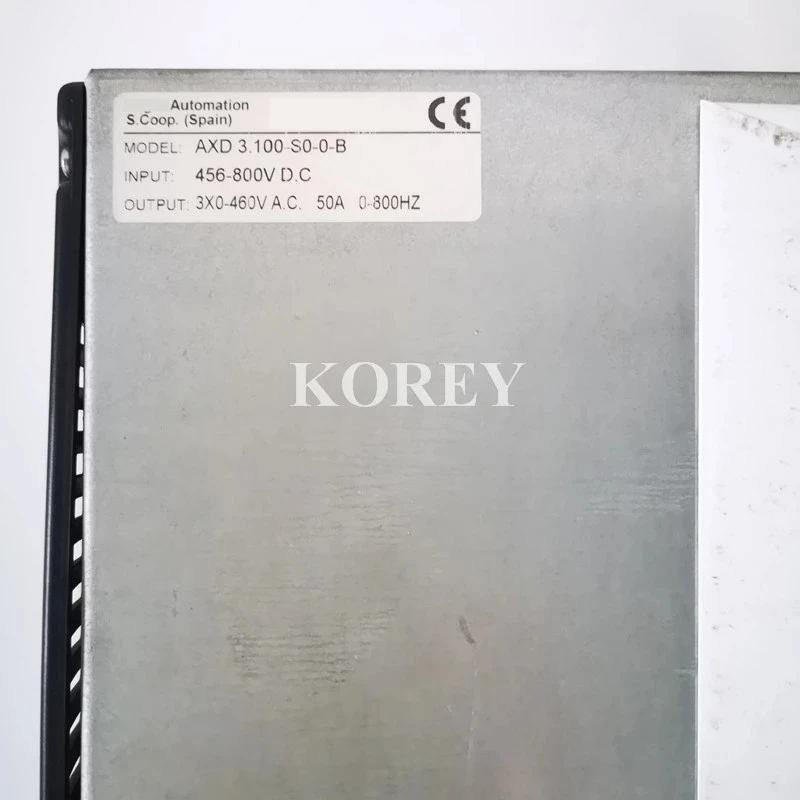 Automation
S.Coop. (Spain)
CE
MODEL: AXD 3.100-S0-0-B
INPUT: 456-800V D.C
OUTPUT: 3X0-460V A.C. 50A 0-800HZ
KOREY